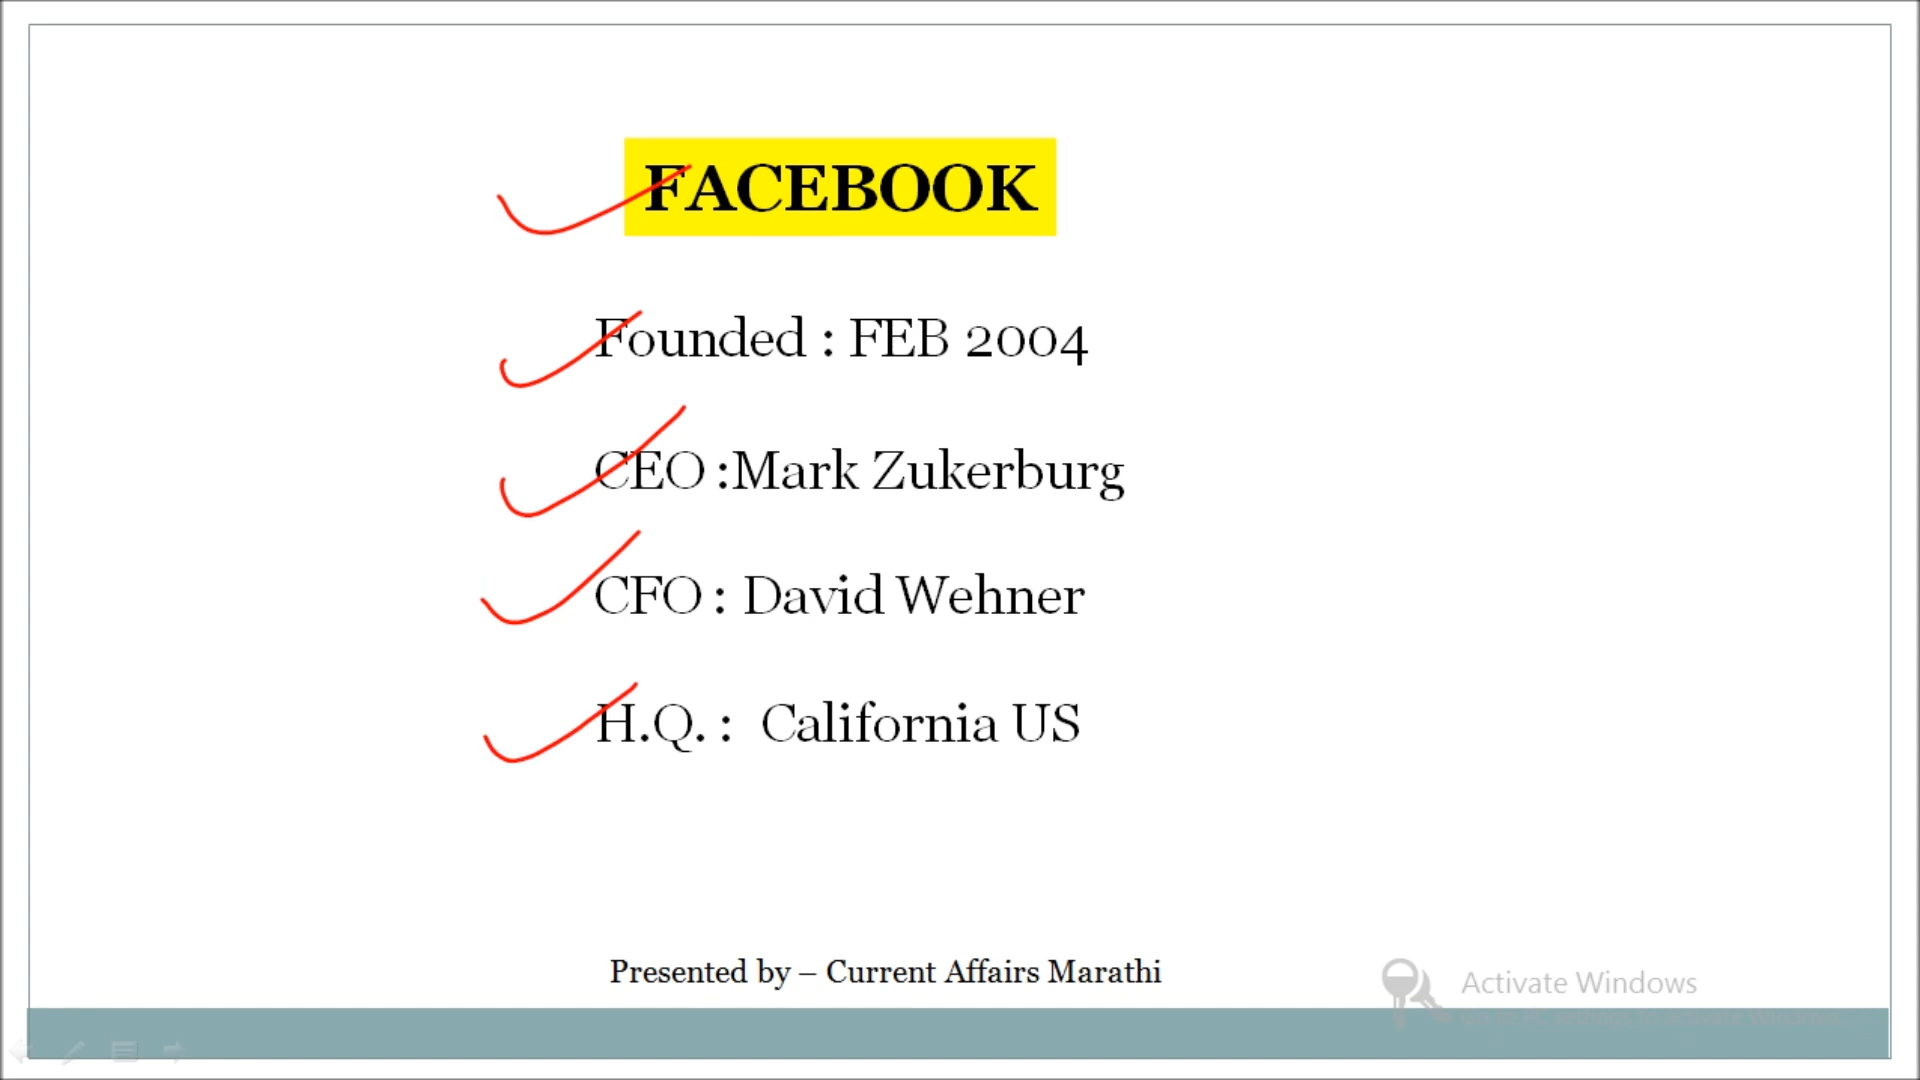 FACEBOOK
Founded : FEB 2004
CEO :Mark Zukerburg
CFO : David Wehner
H.Q. : California US
Presented by – Current Affairs Marathi
Activate Windows